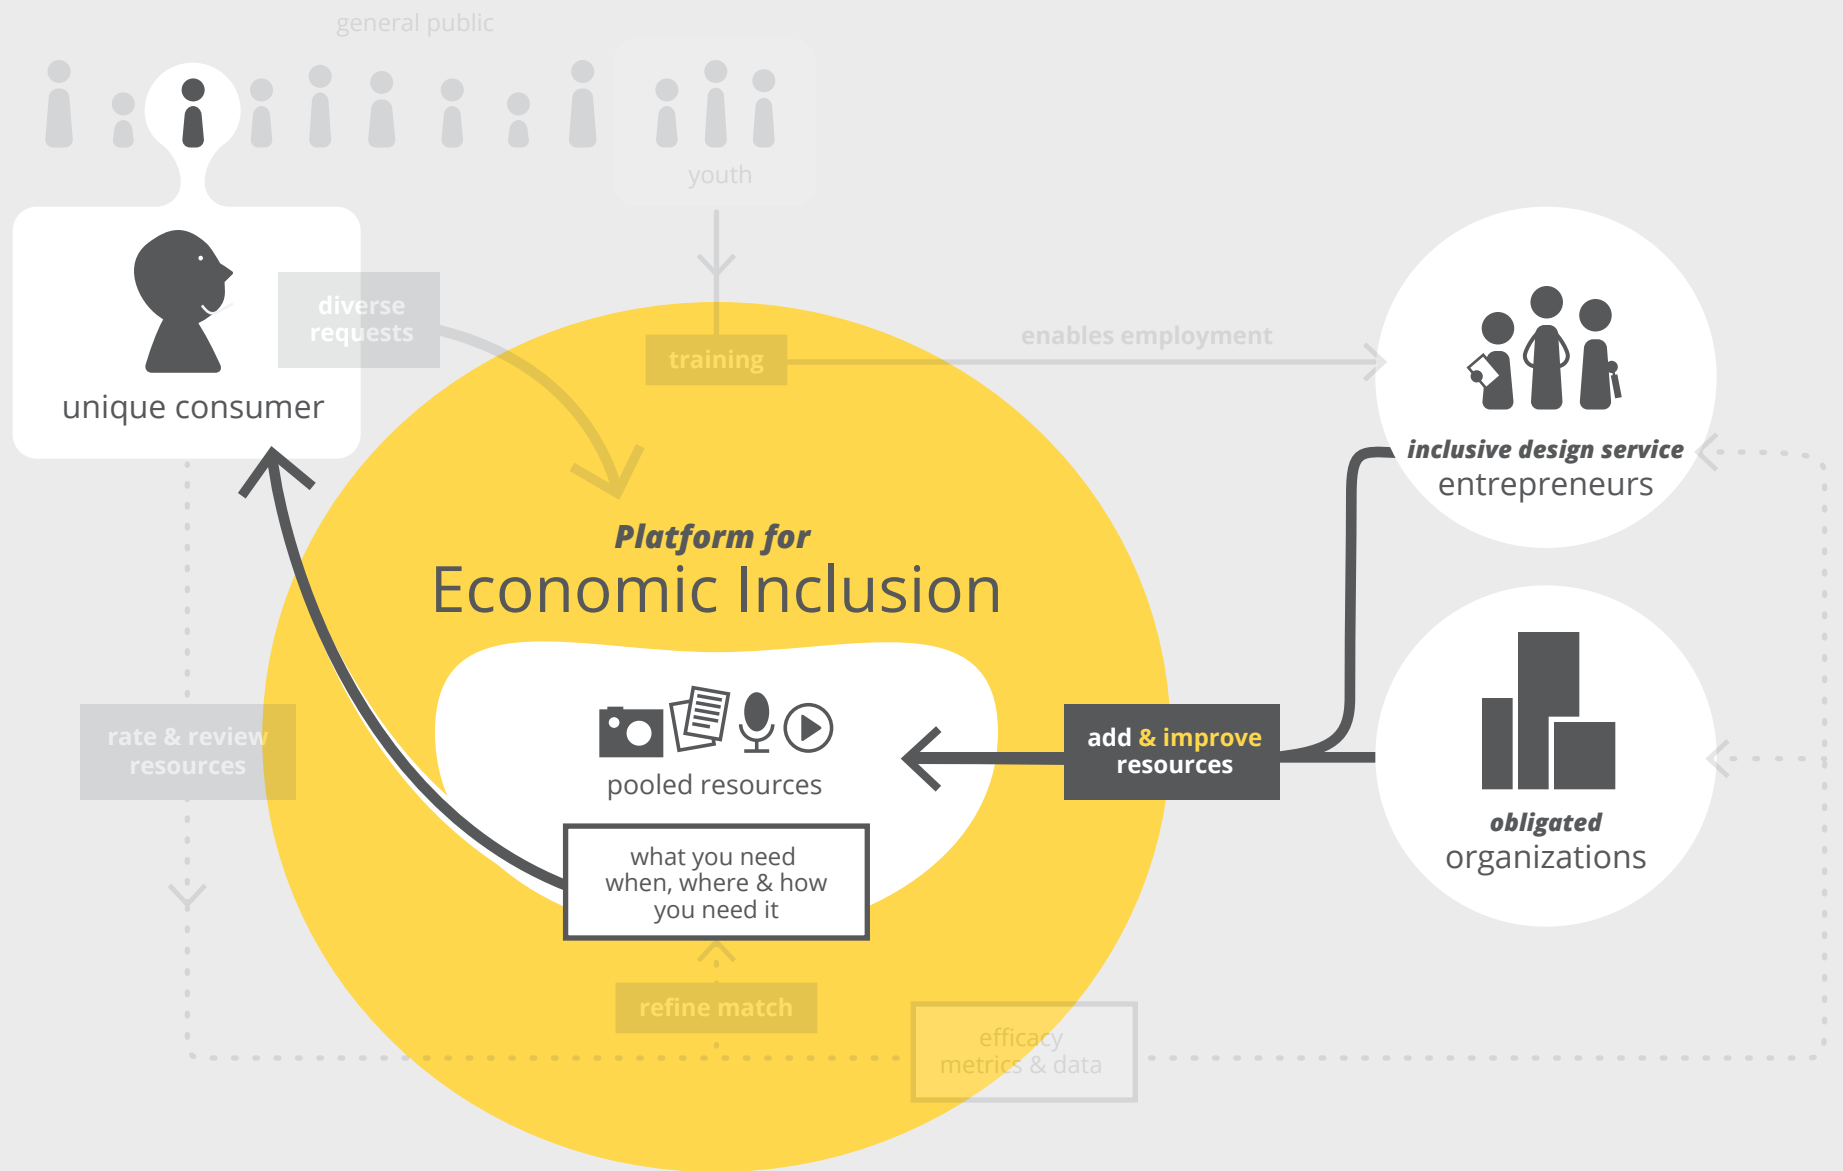 general public
youth
diverse
requests
unique consumer
training
enables employment
inclusive design service
entrepreneurs
Platform for
Economic Inclusion
pooled resources
add & improve
resources
rate & review
resources
obligated
organizations
what you need
when, where & how
you need it
refine match
efficacy
metrics & data